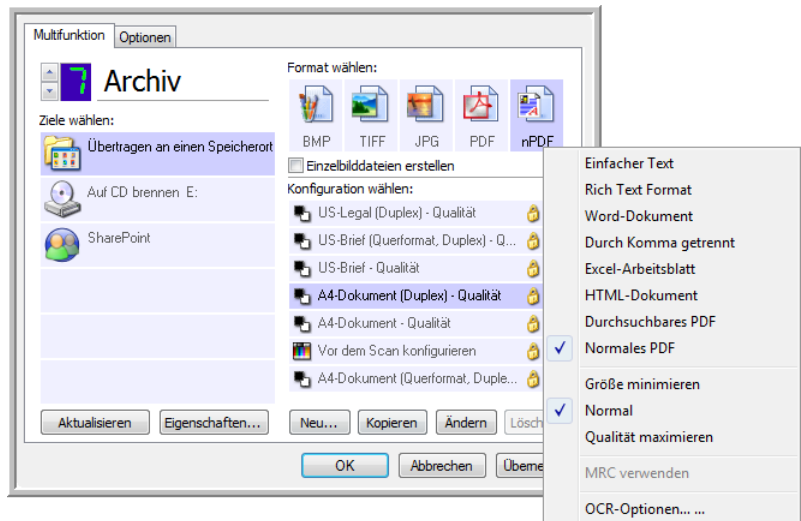 Multifunktion
Optionen
7
Archiv
Ziele wählen:
Übertragen an einen Speicherort
Auf CD brennen E:
SharePoint
Aktualisieren
Eigenschaften...
Format wählen:
BMP
TIFF
JPG
PDF
nPDF
Einzelbilddateien erstellen
Konfiguration wählen:
US-Legal (Duplex) - Qualität
US-Brief (Querformat, Duplex) - Q...
US-Brief - Qualität
A4-Dokument (Duplex) - Qualität
A4-Dokument - Qualität
Vor dem Scan konfigurieren
A4-Dokument (Querformat, Duple...
Neu...
Kopieren
Ändern
Lösch
OK
Abbrechen
Überne
Einfacher Text
Rich Text Format
Word-Dokument
Durch Komma getrennt
Excel-Arbeitsblatt
HTML-Dokument
Durchsuchbares PDF
Normales PDF
Größe minimieren
Normal
Qualität maximieren
MRC verwenden
OCR-Optionen... ...